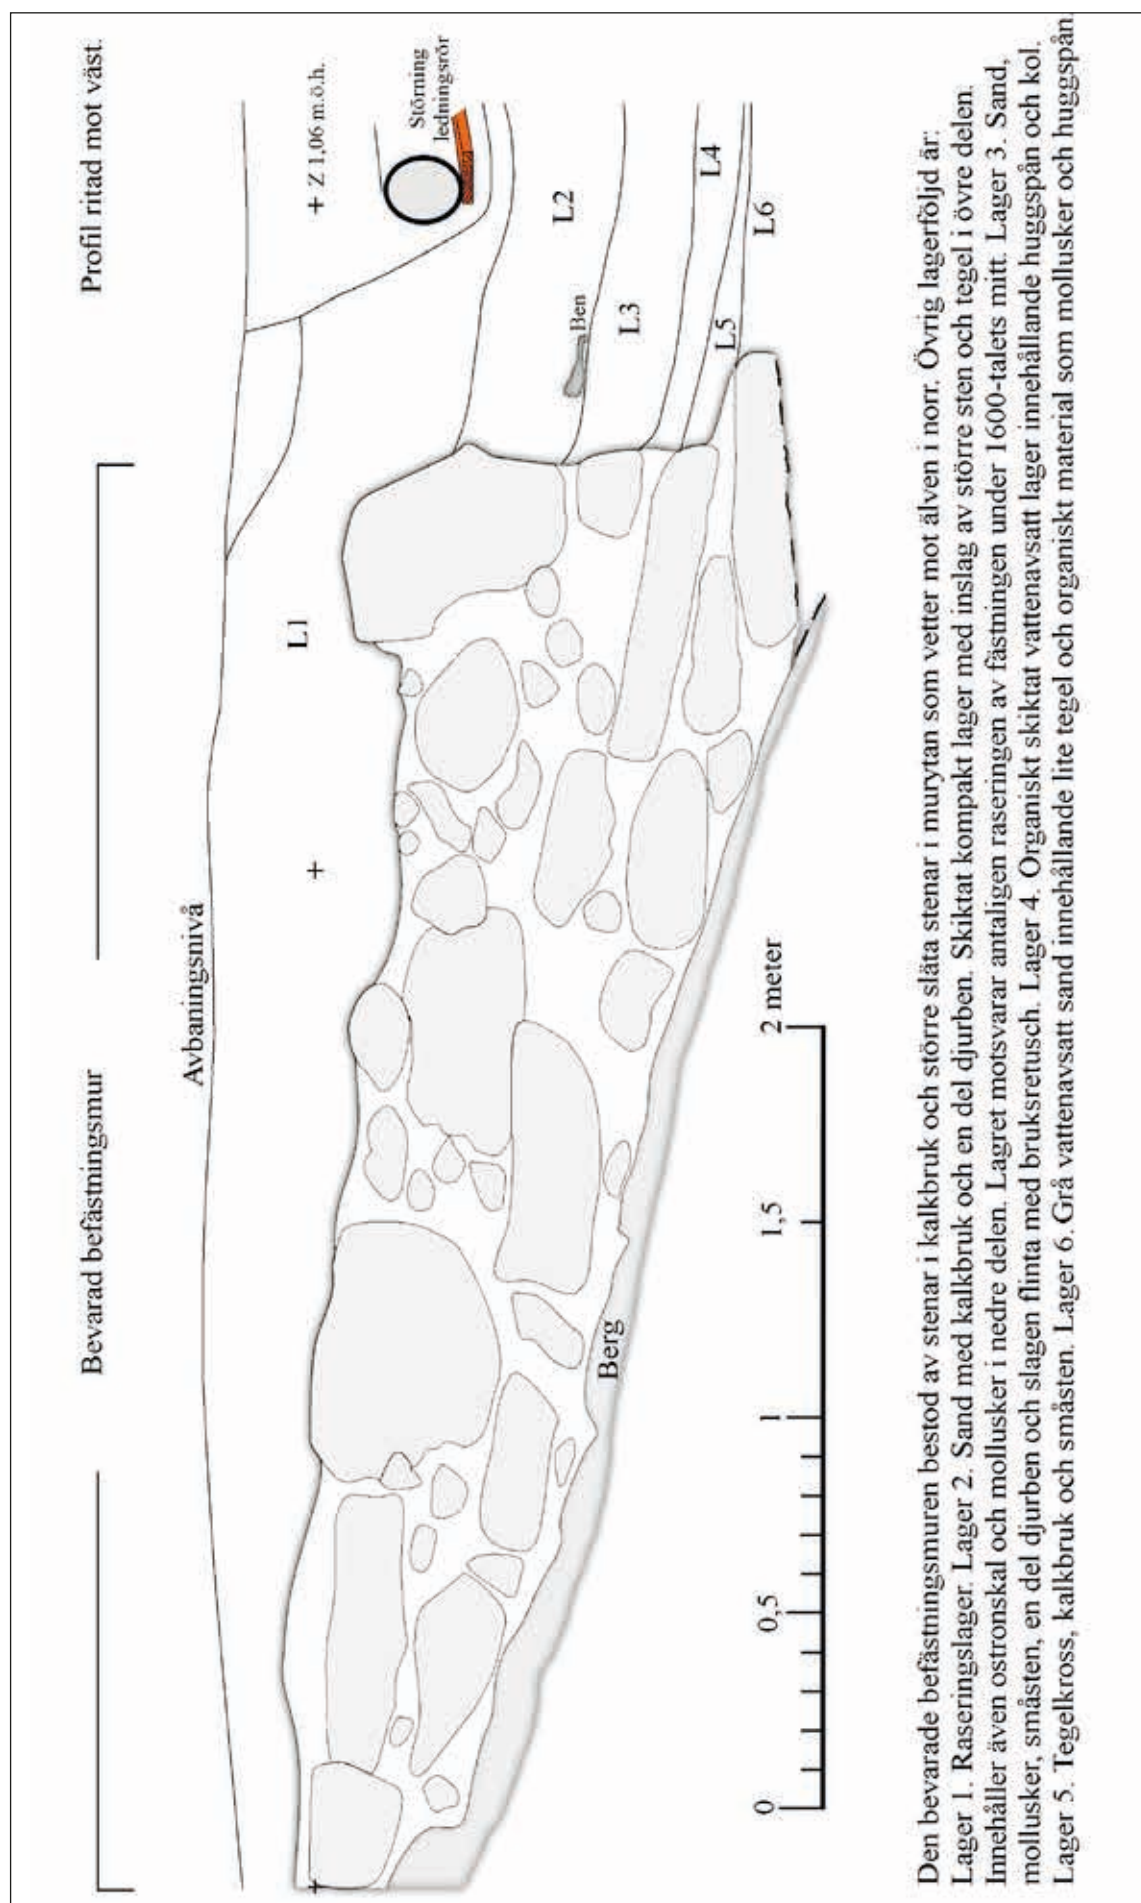 Profil ritad mot väst.
Bevarad befästningsmur
Avbaningsnivå
+ Z 1,06 m.ö.h.
Störning
ledningsrör
L1
L2
Ben
L3
L4
L5
L6
Berg
0 0,5 1 1,5 2 meter
Den bevarade befästningsmuren bestod av stenar i kalkbruk och större släta stenar i murytan som vetter mot älven i norr. Övrig lagerföljd är:
Lager 1. Raseringslager. Lager 2. Sand med kalkbruk och en del djurben. Skiktat kompakt lager med inslag av större sten och tegel i övre delen.
Innehåller även ostronskal och mollusker i nedre delen. Lagret motsvarar antaligen raseringen av fästningen under 1600-talets mitt. Lager 3. Sand,
mollusker, småsten, en del djurben och slagen flinta med bruksretusch. Lager 4. Organiskt skiktat vattenavsatt lager innehållande huggspån och kol.
Lager 5. Tegelkross, kalkbruk och småsten. Lager 6. Grå vattenavsatt sand innehållande lite tegel och organiskt material som mollusker och huggspån.